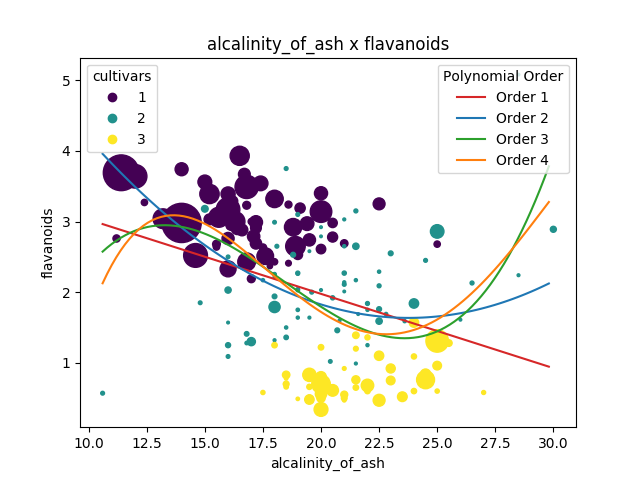 alcalinity_of_ash x flavanoids
cultivars
1
2
3
Polynomial Order
Order 1
Order 2
Order 3
Order 4
5
4
3
2
1
flavanoids
10.0 12.5 15.0 17.5 20.0 22.5 25.0 27.5 30.0
alcalinity_of_ash